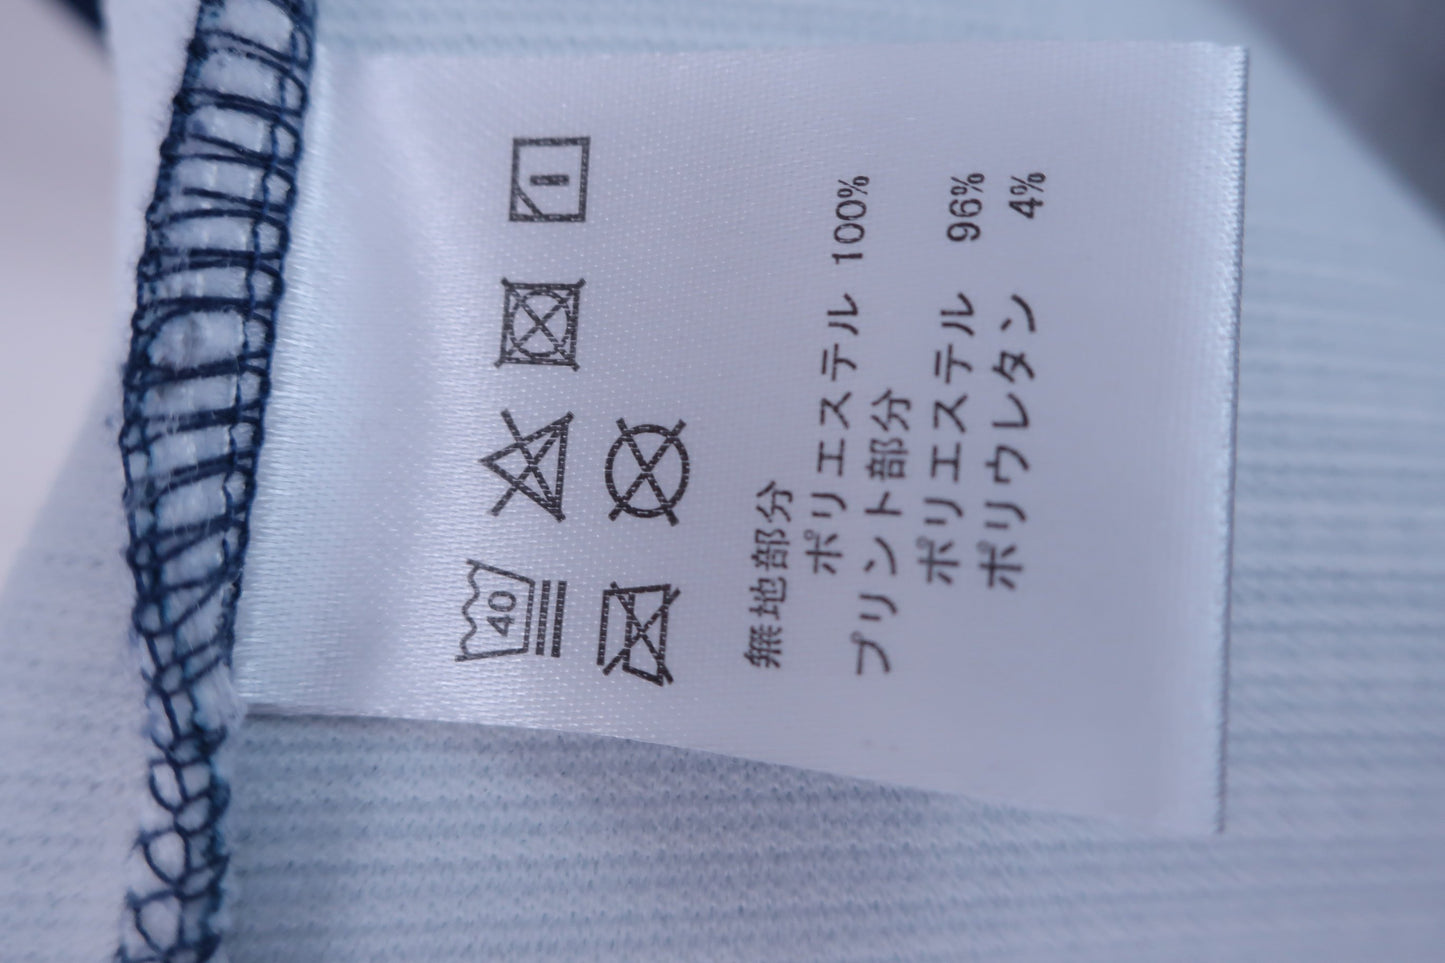 40
無地部分
ポリエステル 100%
プリント部分
ポリエステル 96%
ポリウレタン 4%